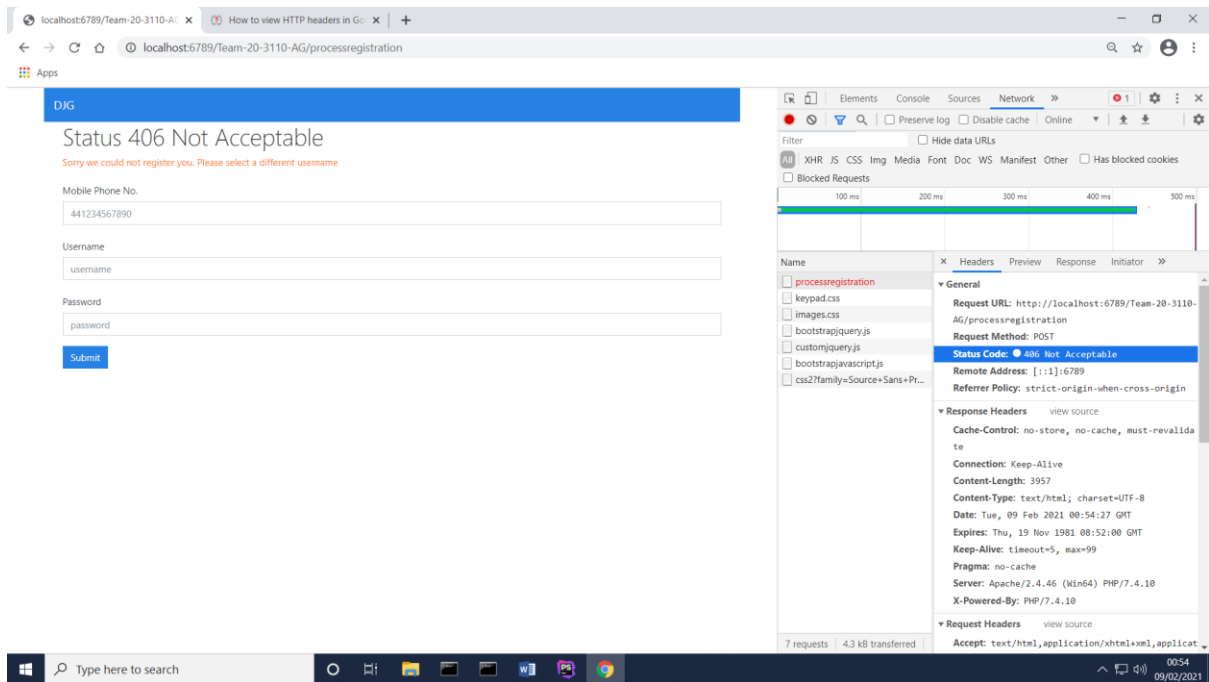 localhost:6789/Team-20-3110-AG
How to view HTTP headers in Go
localhost:6789/Team-20-3110-AG/processregistration
Apps
DJG
Status 406 Not Acceptable
Sorry we could not register you. Please select a different username
Mobile Phone No.
441234567890
Username
username
Password
password
Submit
Elements Console Sources Network » 1
Preserve log Disable cache Online
Filter Hide data URLs
All XHR JS CSS Img Media Font Doc WS Manifest Other Has blocked cookies
Blocked Requests
100 ms 200 ms 300 ms 400 ms 500 ms
Name
processregistration
keypad.css
images.css
bootstrapjquery.js
customjquery.js
bootstrapjavascript.js
css2?family=Source+Sans+Pr...
7 requests 4.3 kB transferred
× Headers Preview Response Initiator »
General
Request URL: http://localhost:6789/Team-20-3110-
AG/processregistration
Request Method: POST
Status Code: 406 Not Acceptable
Remote Address: [::1]:6789
Referrer Policy: strict-origin-when-cross-origin
Response Headers view source
Cache-Control: no-store, no-cache, must-revalida
te
Connection: Keep-Alive
Content-Length: 3957
Content-Type: text/html; charset=UTF-8
Date: Tue, 09 Feb 2021 00:54:27 GMT
Expires: Thu, 19 Nov 1981 08:52:00 GMT
Keep-Alive: timeout=5, max=99
Pragma: no-cache
Server: Apache/2.4.46 (Win64) PHP/7.4.10
X-Powered-By: PHP/7.4.10
Request Headers view source
Accept: text/html,application/xhtml+xml,applicat
Type here to search
00:54
09/02/2021